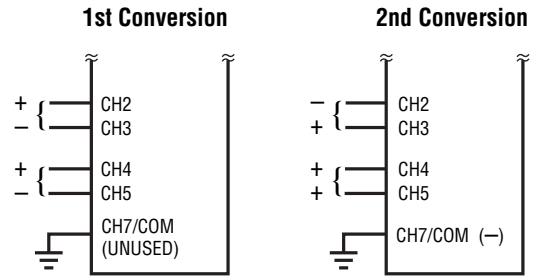 1st Conversion
+ { CH2
– CH3
+ { CH4
– CH5
CH7/COM
(UNUSED)
2nd Conversion
– { CH2
+ CH3
+ { CH4
+ CH5
CH7/COM (–)